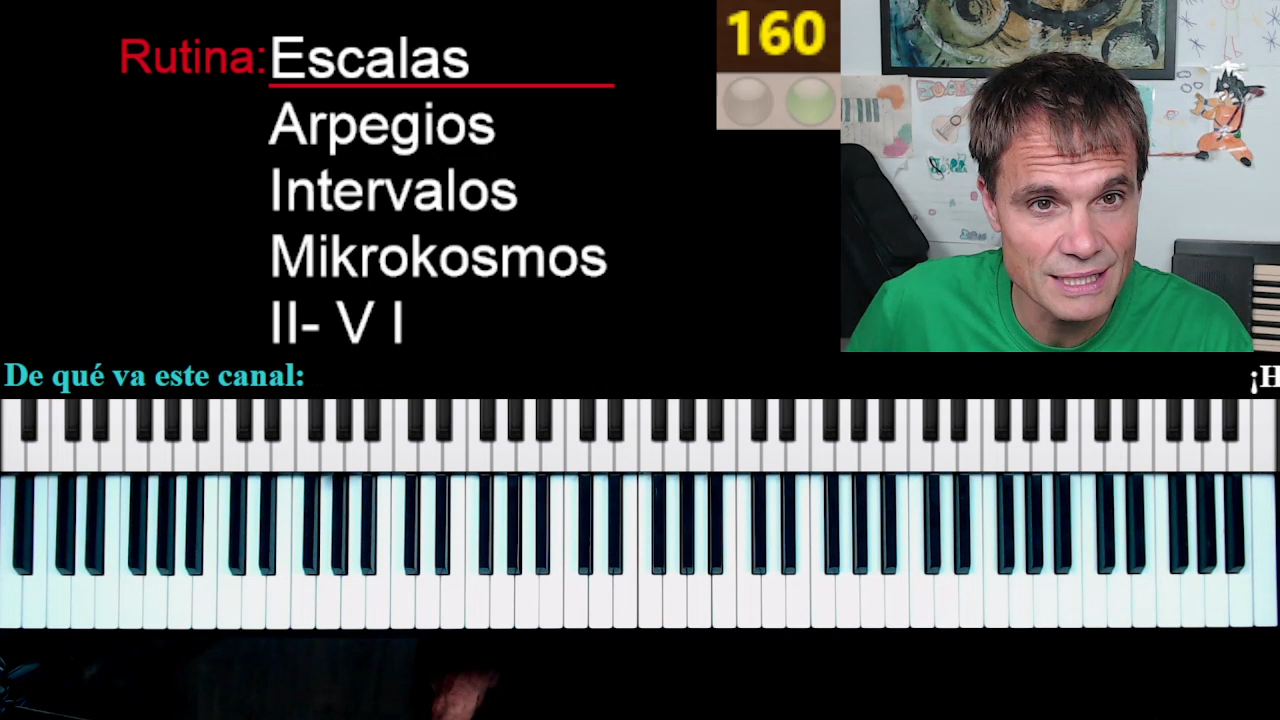 Rutina: Escalas
Arpegios
Intervalos
Mikrokosmos
II- V I
160
De qué va este canal:
¡H